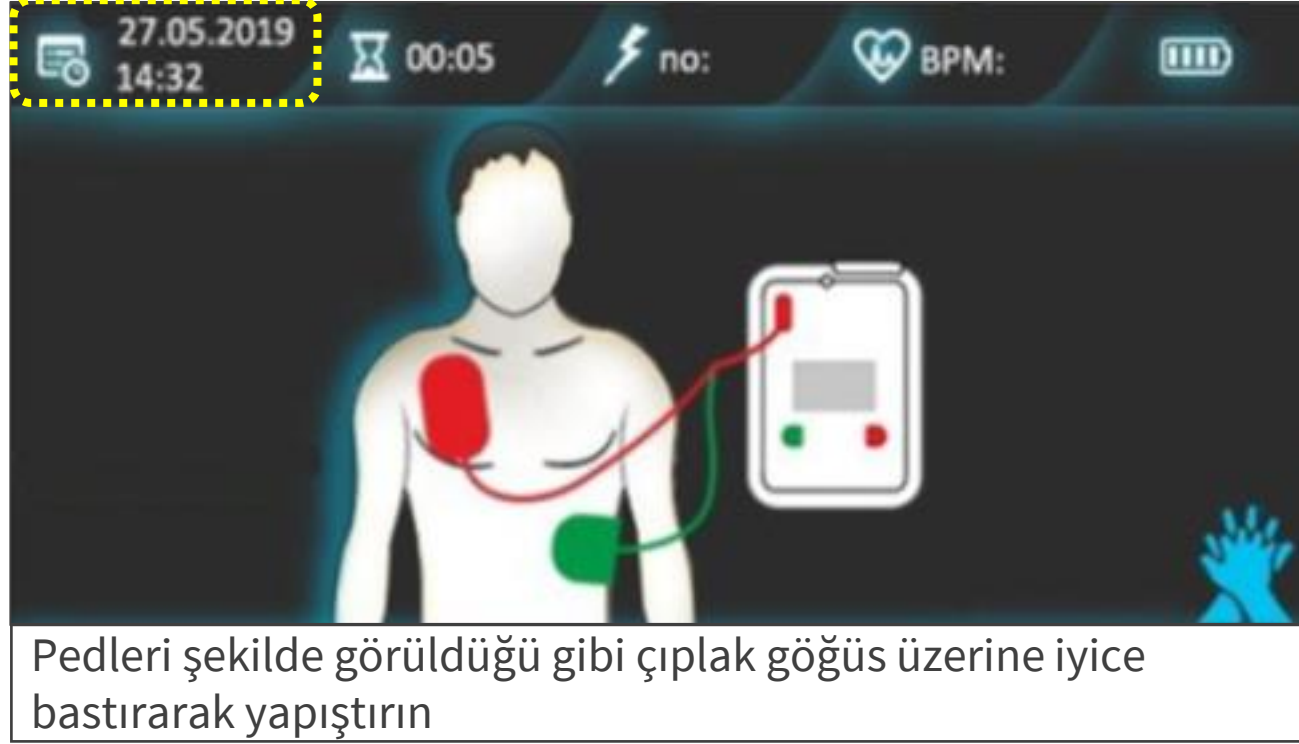 27.05.2019
14:32
00:05
no:
BPM:
Pedleri şekilde görüldüğü gibi çıplak göğüs üzerine iyice
bastırarak yapıştırın